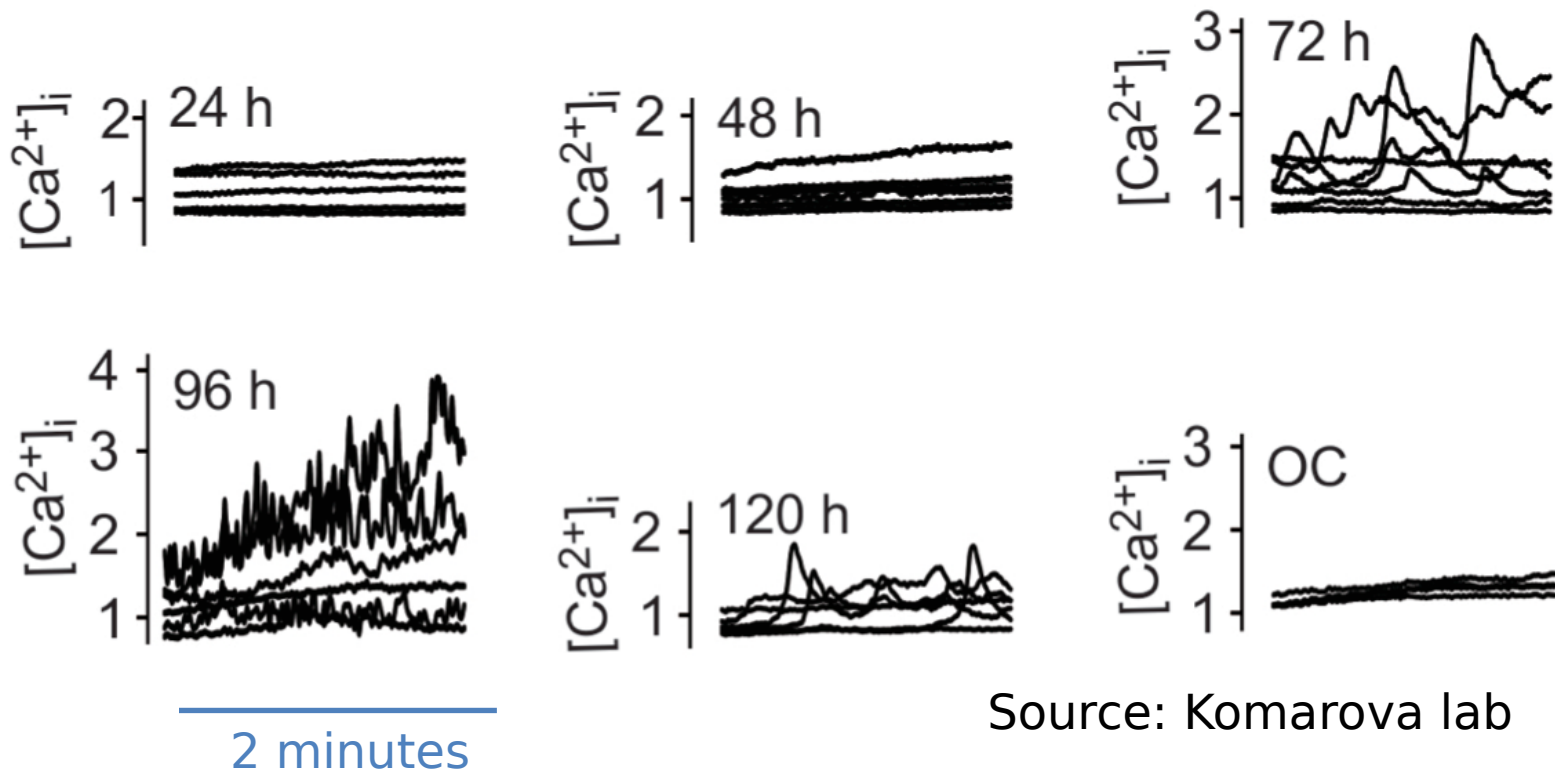 [Ca²⁺]ᵢ
2
1
24 h
[Ca²⁺]ᵢ
2
1
48 h
[Ca²⁺]ᵢ
3
2
1
72 h
[Ca²⁺]ᵢ
4
3
2
1
96 h
[Ca²⁺]ᵢ
2
1
120 h
[Ca²⁺]ᵢ
3
2
1
OC
2 minutes
Source: Komarova lab